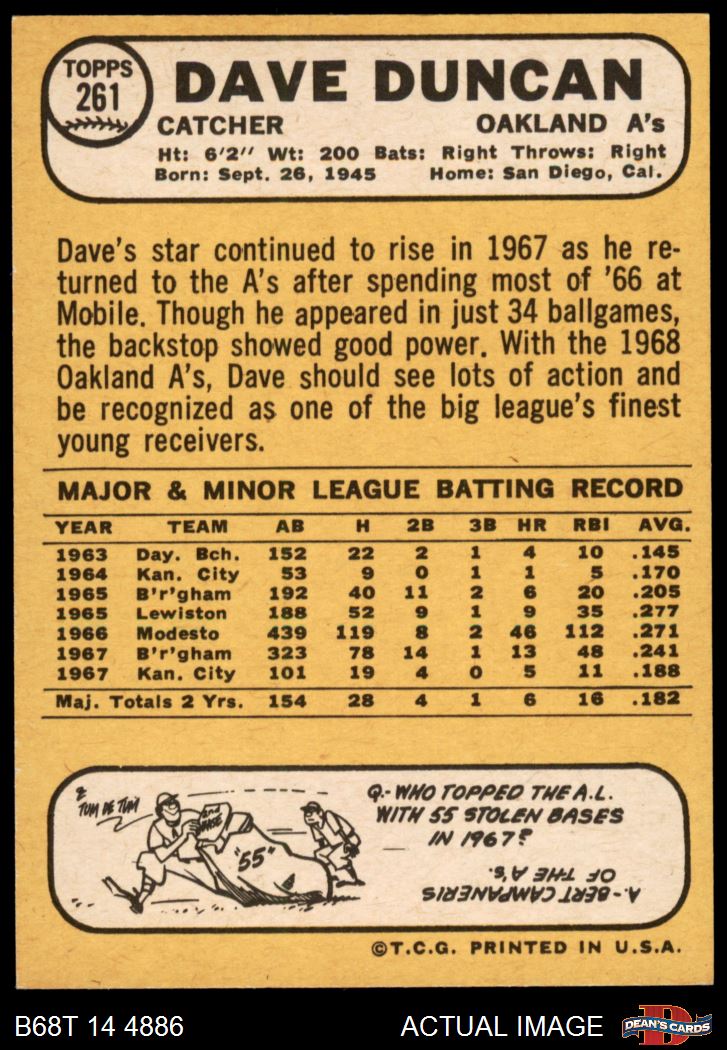 TOPPS
261
DAVE DUNCAN
CATCHER OAKLAND A's
Ht: 6'2" Wt: 200 Bats: Right Throws: Right
Born: Sept. 26, 1945 Home: San Diego, Cal.
Dave's star continued to rise in 1967 as he re-
turned to the A's after spending most of '66 at
Mobile. Though he appeared in just 34 ballgames,
the backstop showed good power. With the 1968
Oakland A's, Dave should see lots of action and
be recognized as one of the big league's finest
young receivers.
MAJOR & MINOR LEAGUE BATTING RECORD
YEAR TEAM AB H 2B 3B HR RBI AVG.
1963 Day. Bch. 152 22 2 1 4 10 .145
1964 Kan. City 53 9 0 1 1 5 .170
1965 B'r'gham 192 40 11 2 6 20 .205
1965 Lewiston 188 52 9 1 9 35 .277
1966 Modesto 439 119 8 2 46 112 .271
1967 B'r'gham 323 78 14 1 13 48 .241
1967 Kan. City 101 19 4 0 5 11 .188
Maj. Totals 2 Yrs. 154 28 4 1 6 16 .182
TUM DE TUM
2nd
BASE
"55"
Q.-WHO TOPPED THE A.L.
WITH 55 STOLEN BASES
IN 1967?
A.-BERT CAMPANERIS
OF THE A's.
©T.C.G. PRINTED IN U.S.A.
B68T 14 4886 ACTUAL IMAGE
D
DEAN'S CARDS